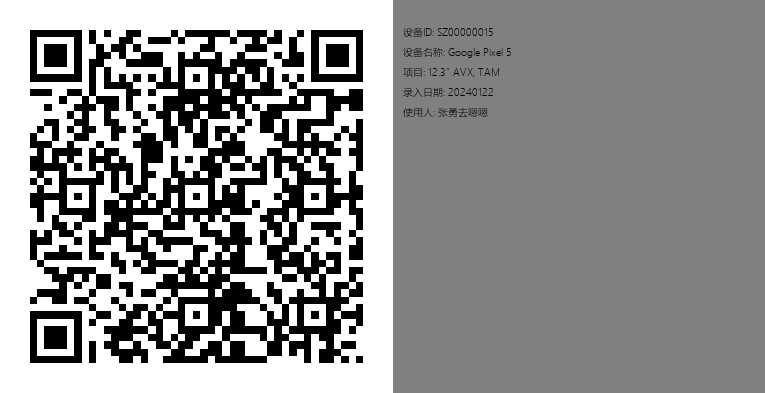 设备ID: SZ00000015
设备名称: Google Pixel 5
项目: 12.3" AVX, TAM
录入日期: 20240122
使用人: 张勇去嗯嗯